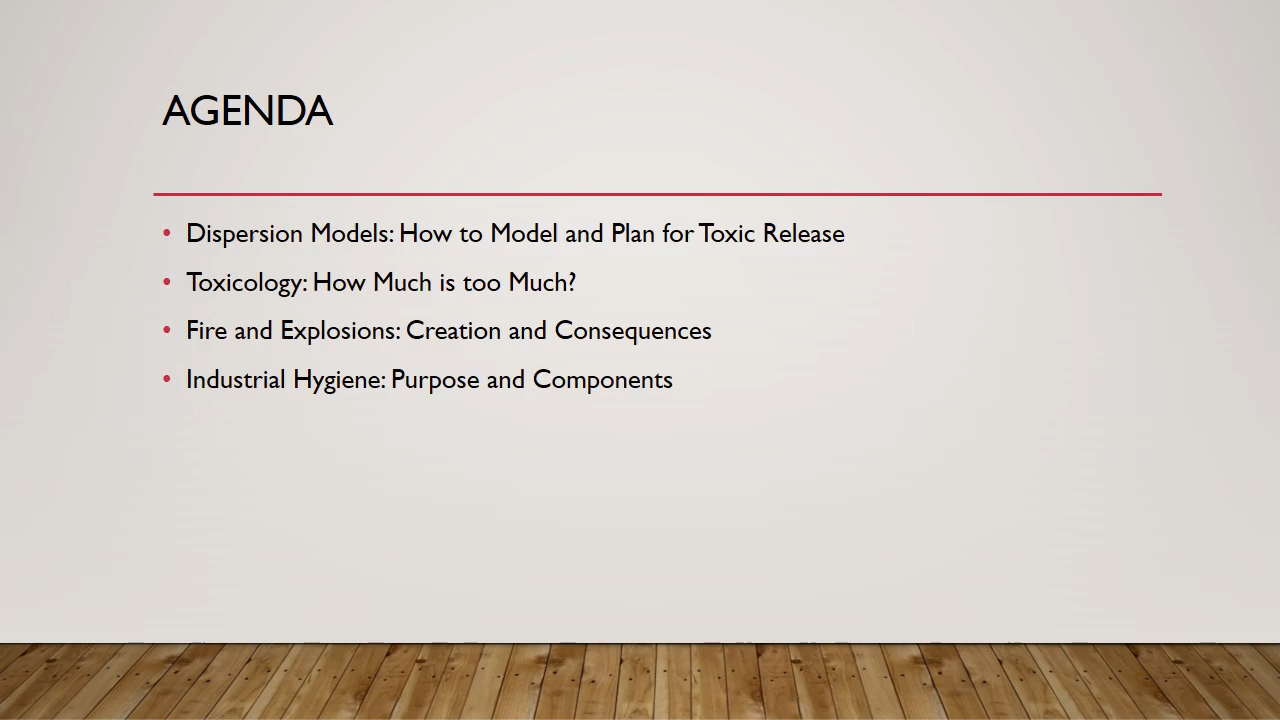 AGENDA
• Dispersion Models: How to Model and Plan for Toxic Release
• Toxicology: How Much is too Much?
• Fire and Explosions: Creation and Consequences
• Industrial Hygiene: Purpose and Components